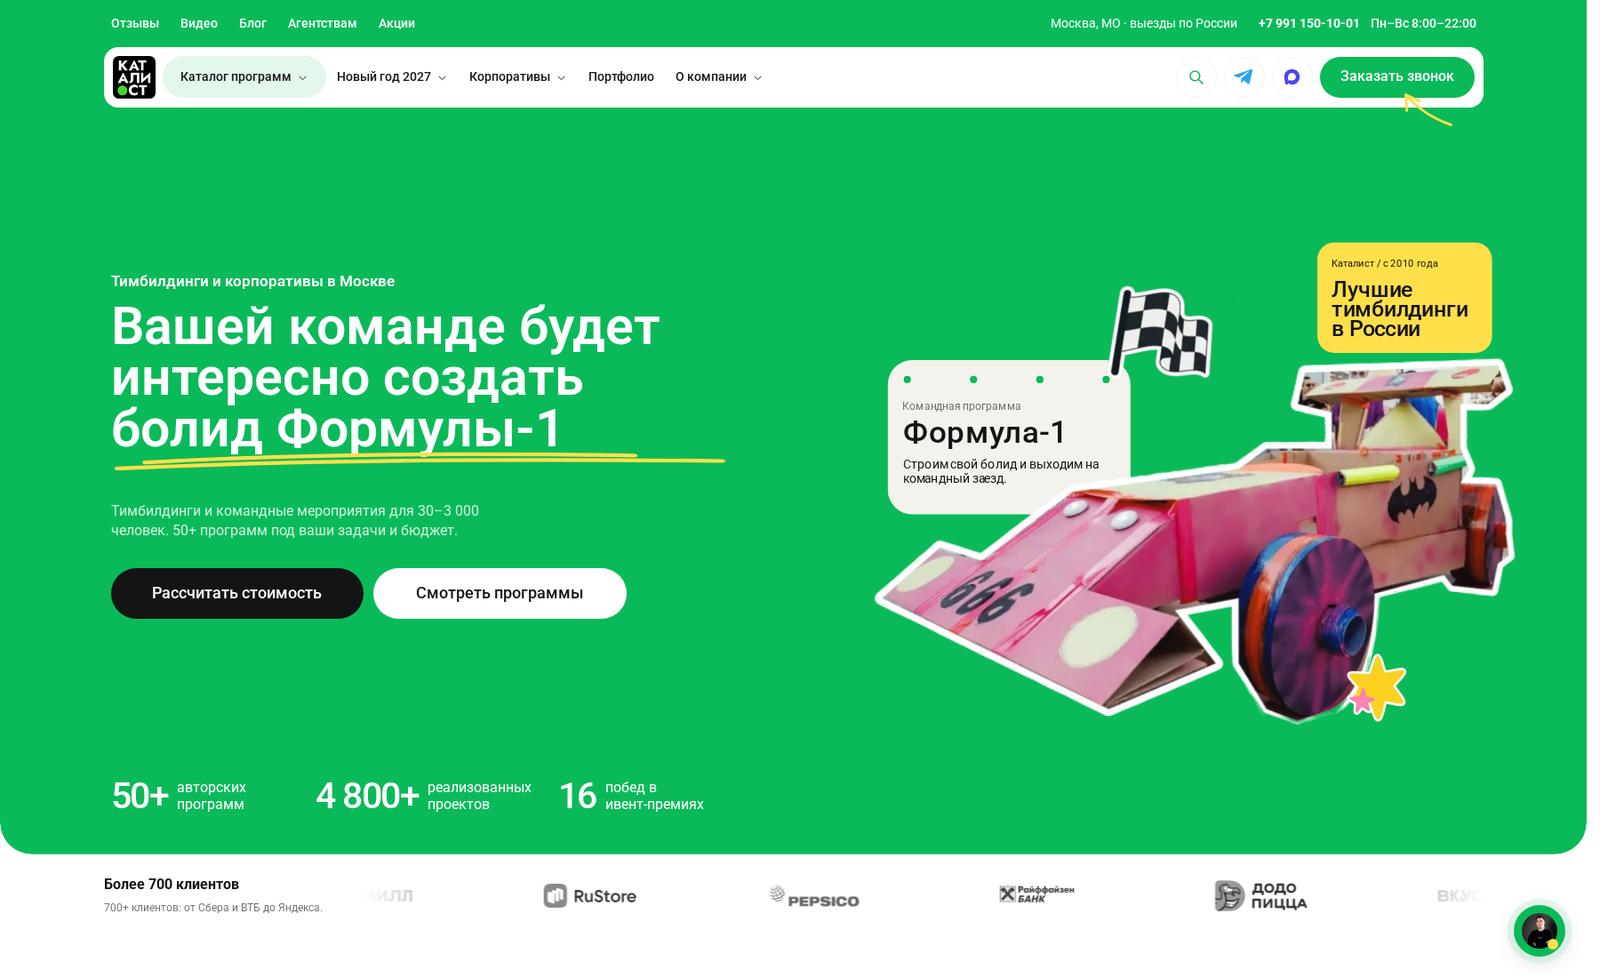 Отзывы Видео Блог Агентствам Акции
Москва, МО · выезды по России +7 991 150-10-01 Пн–Вс 8:00–22:00
КАТ
АЛИ
СТ
Каталог программ Новый год 2027 Корпоративы Портфолио О компании
Заказать звонок
Тимбилдинги и корпоративы в Москве
Вашей команде будет
интересно создать
болид Формулы-1
Тимбилдинги и командные мероприятия для 30–3 000
человек. 50+ программ под ваши задачи и бюджет.
Рассчитать стоимость
Смотреть программы
Каталист / с 2010 года
Лучшие
тимбилдинги
в России
Командная программа
Формула-1
Строим свой болид и выходим на
командный заезд.
666
50+ авторских
программ
4 800+ реализованных
проектов
16 побед в
ивент-премиях
Более 700 клиентов
700+ клиентов: от Сбера и ВТБ до Яндекса.
ВИЛЛ
RuStore
PEPSICO
Райффайзен
БАНК
ДОДО
ПИЦЦА
ВКУС